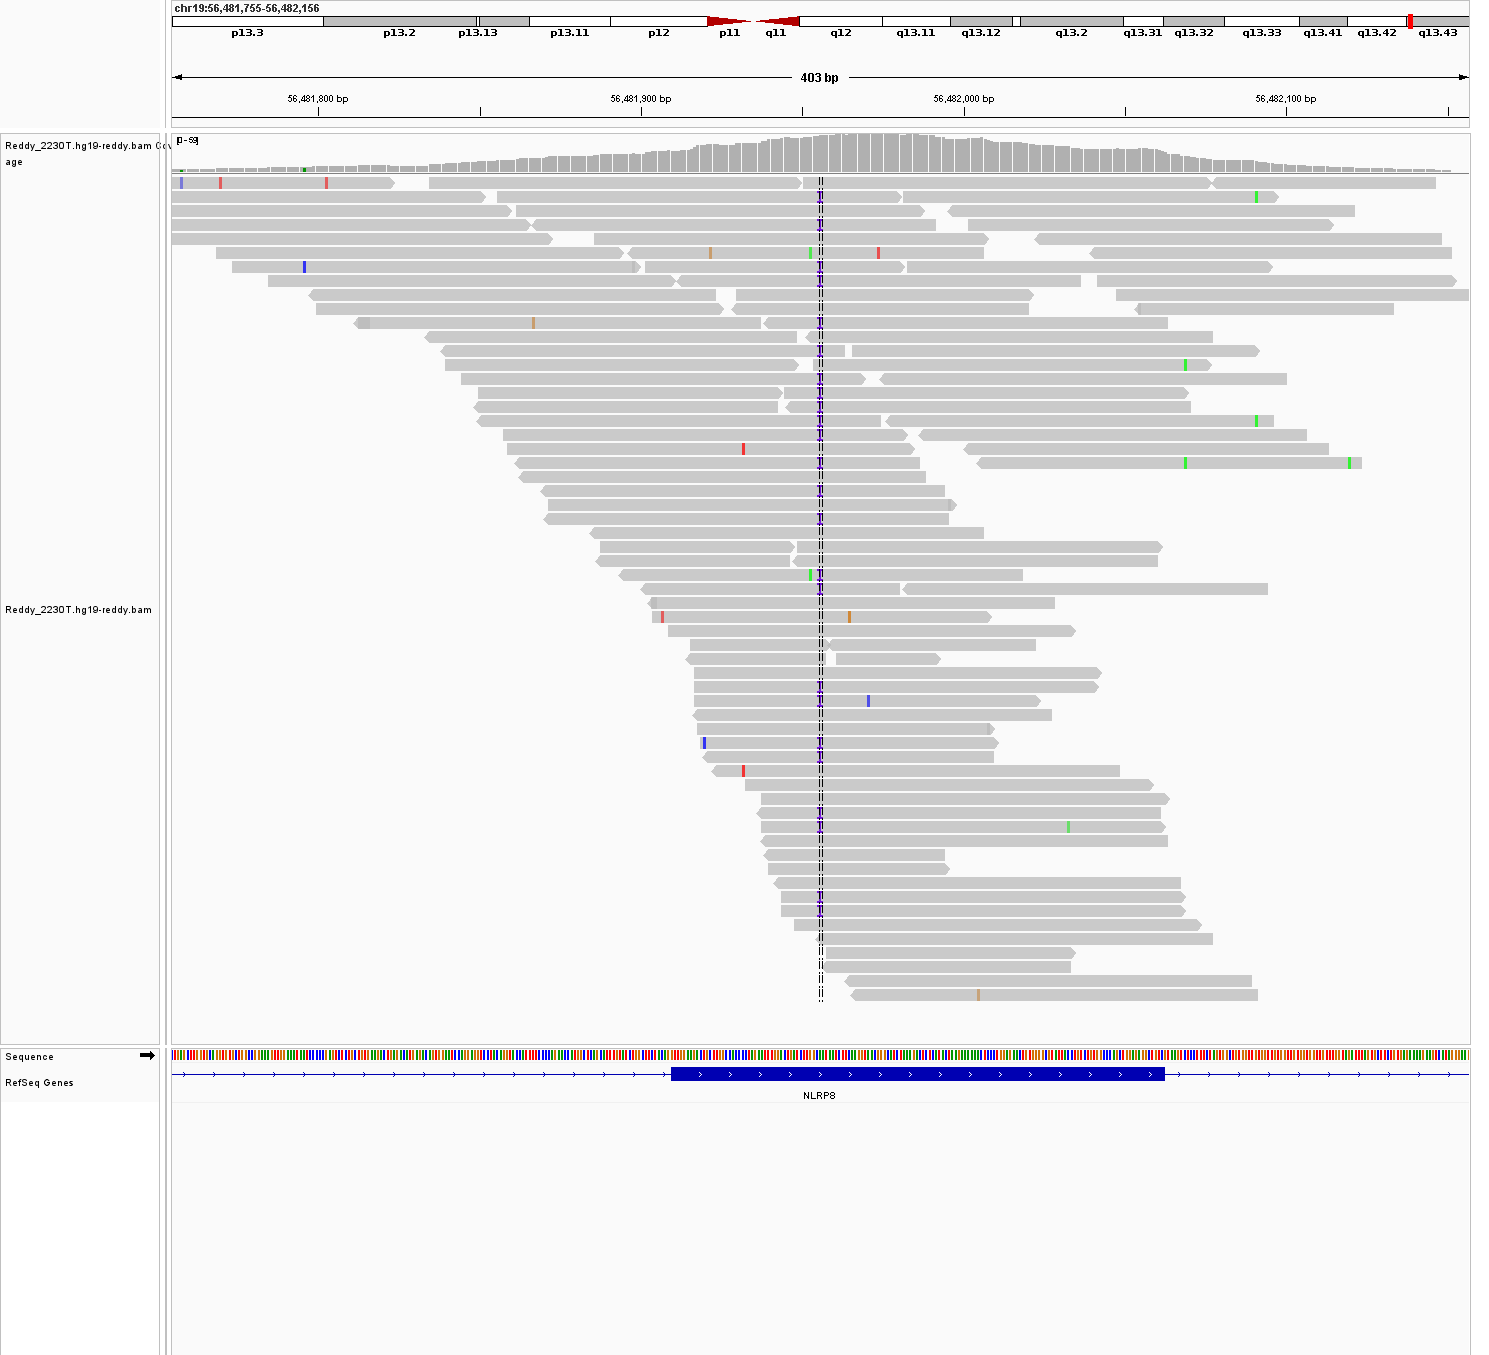 chr19:56,481,755-56,482,156
p13.3 p13.2 p13.13 p13.11 p12 p11 q11 q12 q13.11 q13.12 q13.2 q13.31 q13.32 q13.33 q13.41 q13.42 q13.43
403 bp
56,481,800 bp 56,481,900 bp 56,482,000 bp 56,482,100 bp
Reddy_2230T.hg19-reddy.bam Cov
age
[0-59]
Reddy_2230T.hg19-reddy.bam
Sequence
RefSeq Genes
NLRP8